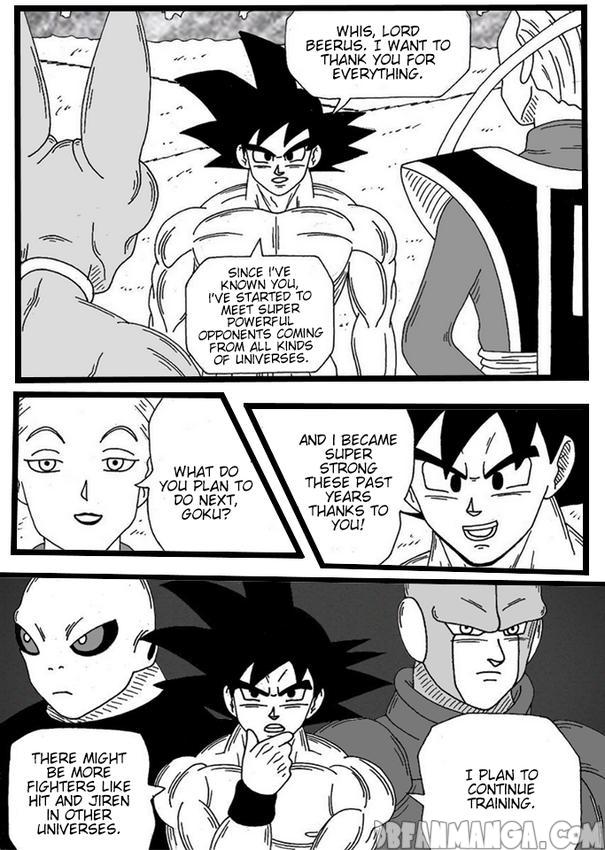 WHIS, LORD
BEERUS. I WANT TO
THANK YOU FOR
EVERYTHING.
SINCE I'VE
KNOWN YOU,
I'VE STARTED TO
MEET SUPER
POWERFUL
OPPONENTS COMING
FROM ALL KINDS
OF UNIVERSES.
AND I BECAME
SUPER
STRONG
THESE PAST
YEARS
THANKS TO
YOU!
WHAT DO
YOU PLAN TO
DO NEXT,
GOKU?
THERE MIGHT
BE MORE
FIGHTERS LIKE
HIT AND JIREN
IN OTHER
UNIVERSES.
I PLAN TO
CONTINUE
TRAINING.
DBFANMANGA.COM